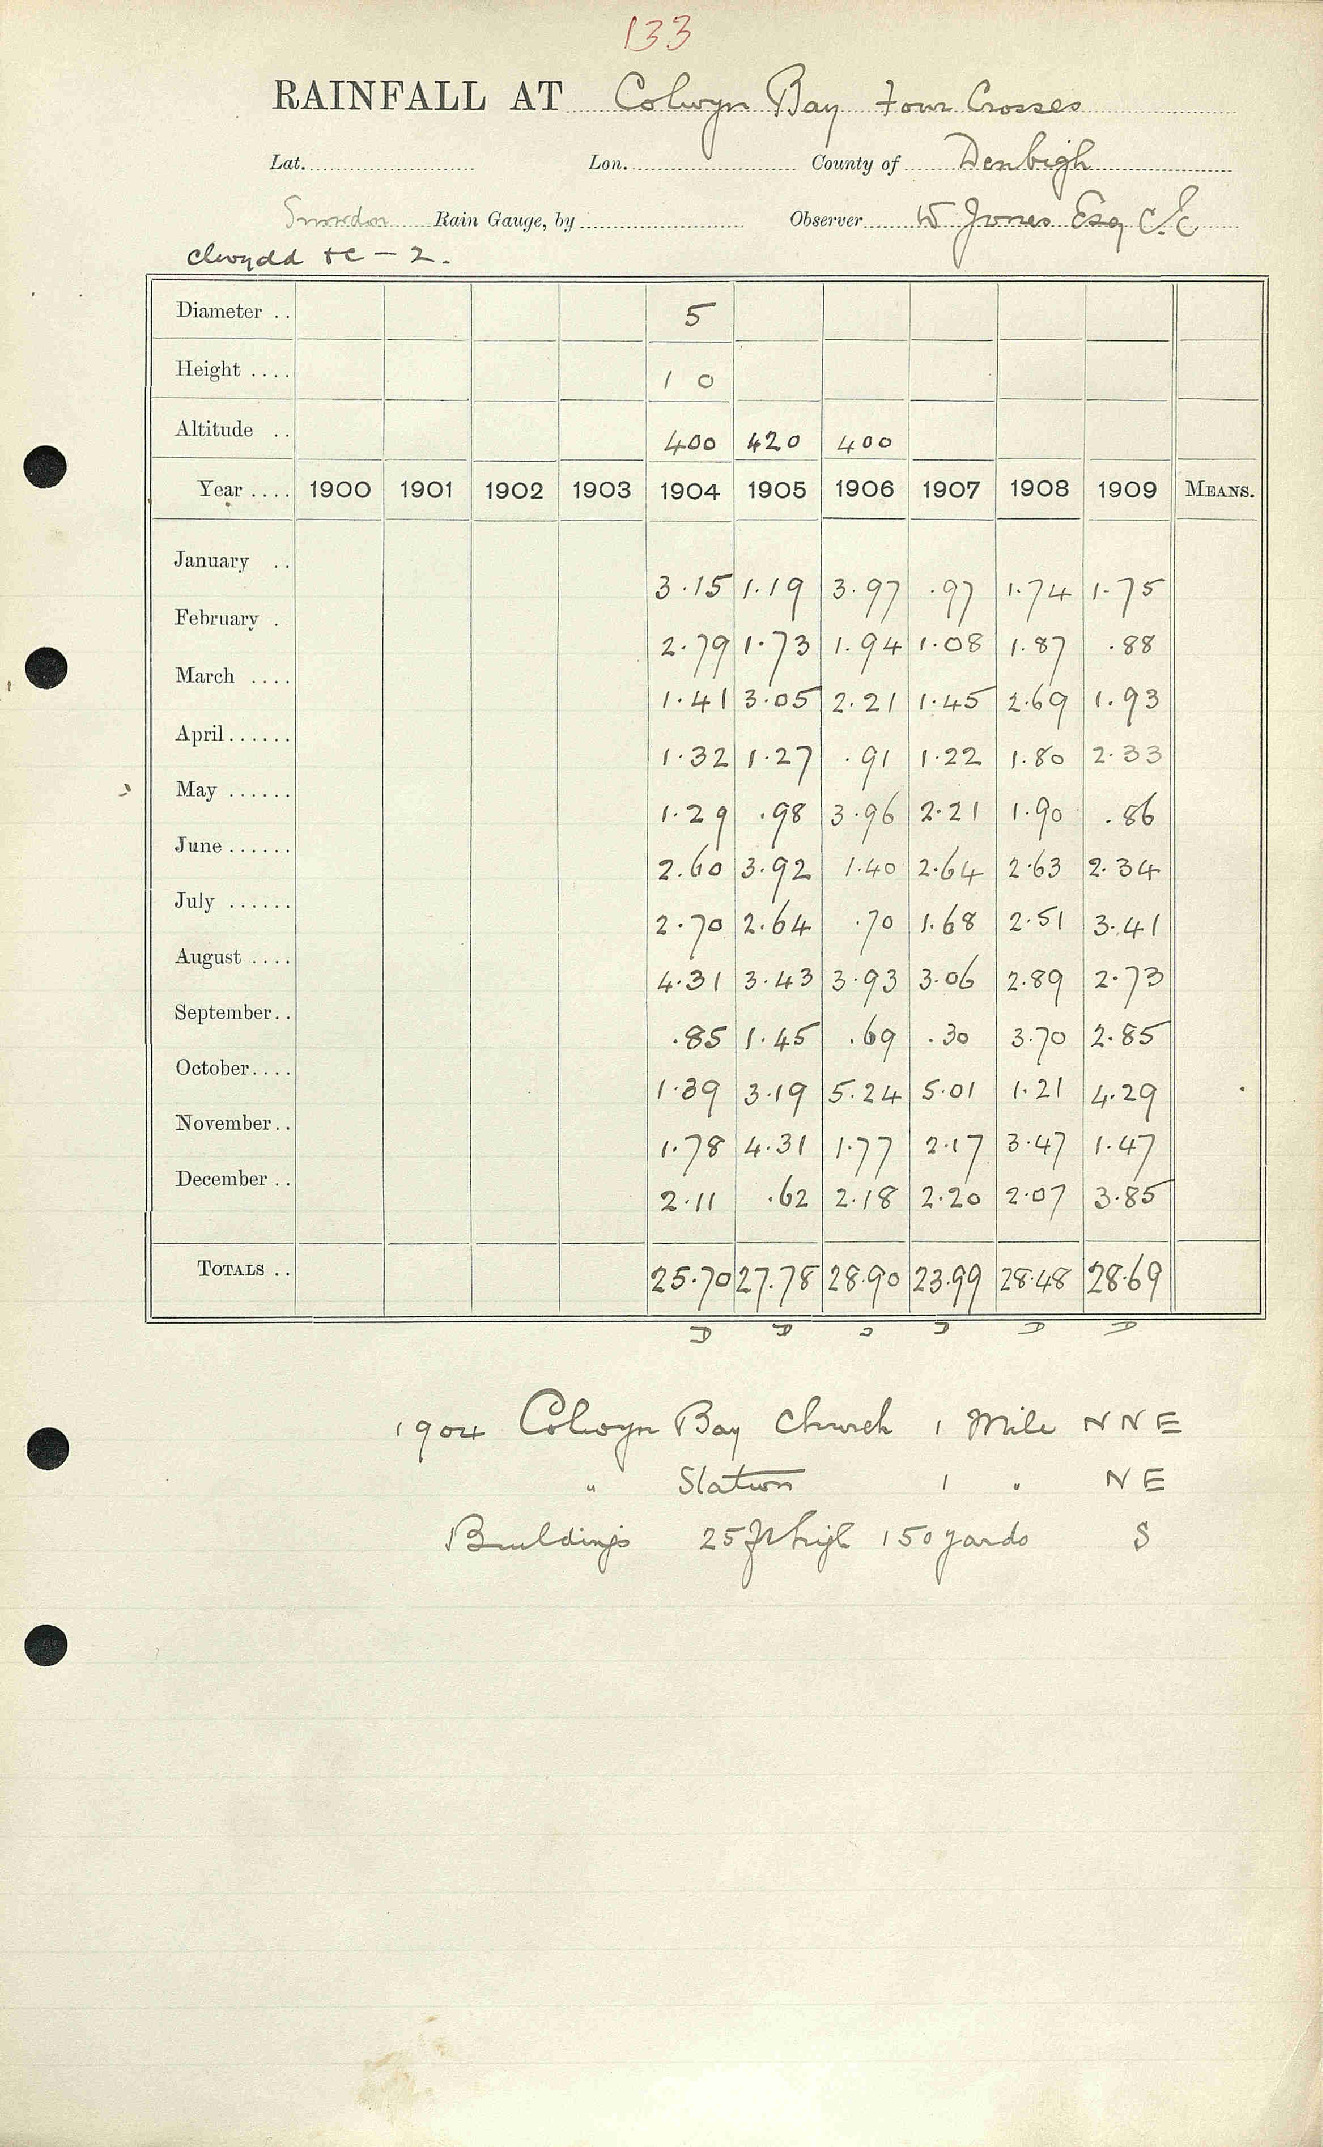 133
RAINFALL AT Colwyn Bay Four Crosses
Lat. Lon. County of Denbigh
Snowdon Rain Gauge, by Observer W Jones Esq C.E
Clwydd &c - 2.
Diameter .. 5
Height .... 1 0
Altitude .. 400 420 400
Year .... 1900 1901 1902 1903 1904 1905 1906 1907 1908 1909 MEANS.
January .. 3.15 1.19 3.97 .97 1.74 1.75
February . 2.79 1.73 1.94 1.08 1.87 .88
March .... 1.41 3.05 2.21 1.45 2.69 1.93
April...... 1.32 1.27 .91 1.22 1.80 2.33
May ...... 1.29 .98 3.96 2.21 1.90 .86
June ...... 2.60 3.92 1.40 2.64 2.63 2.34
July ...... 2.70 2.64 .70 1.68 2.51 3.41
August .... 4.31 3.43 3.93 3.06 2.89 2.73
September.. .85 1.45 .69 .30 3.70 2.85
October.... 1.39 3.19 5.24 5.01 1.21 4.29
November.. 1.78 4.31 1.77 2.17 3.47 1.47
December .. 2.11 .62 2.18 2.20 2.07 3.85
TOTALS .. 25.70 27.78 28.90 23.99 28.48 28.69
D D D D D D
1904 Colwyn Bay Church 1 Mile N N E
" Station 1 " N E
Buildings 25 ft high 150 yards S